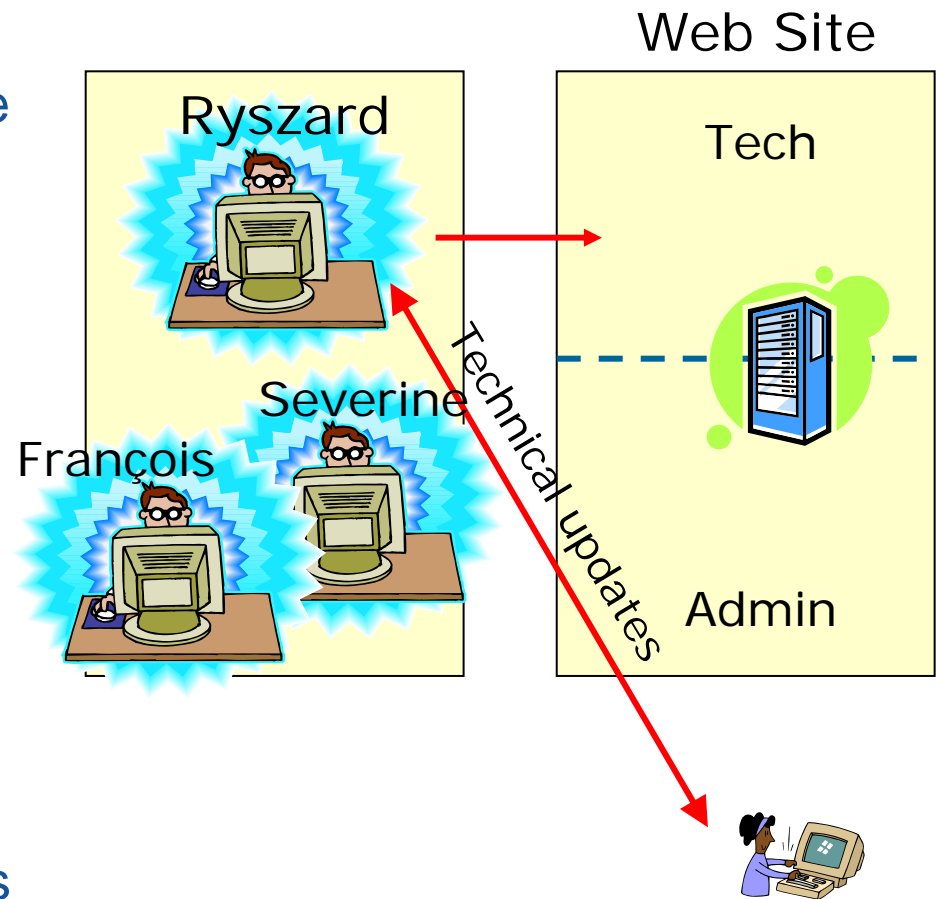 Web Site
e
Ryszard
Tech
Severine
François
Technical updates
Admin
s